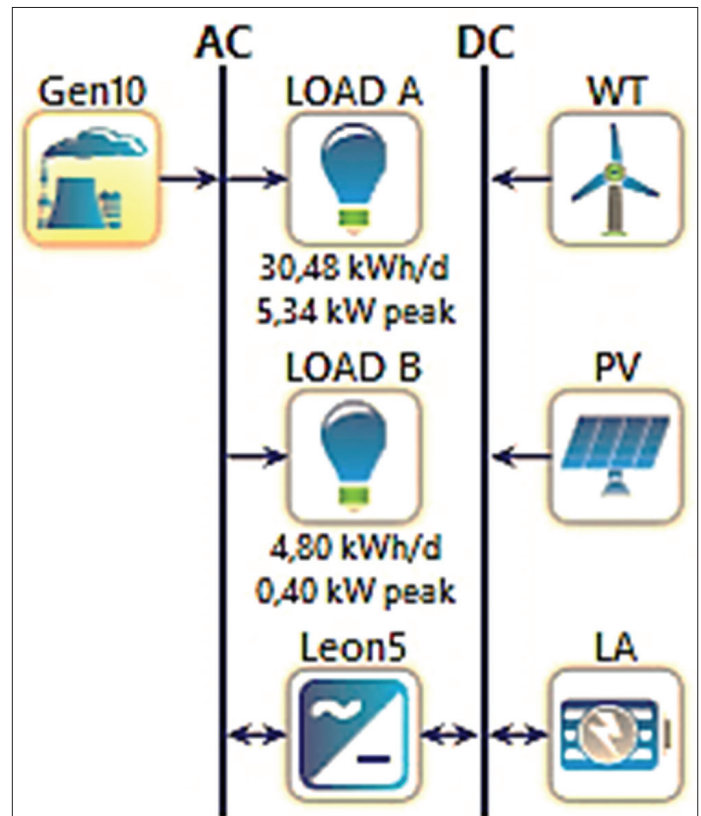 AC
DC
Gen10
LOAD A
WT
30,48 kWh/d
5,34 kW peak
LOAD B
PV
4,80 kWh/d
0,40 kW peak
Leon5
LA